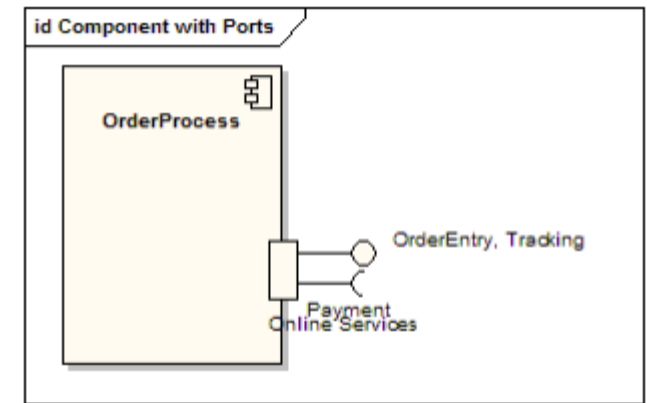 id Component with Ports
OrderProcess
OrderEntry, Tracking
Payment
Online Services